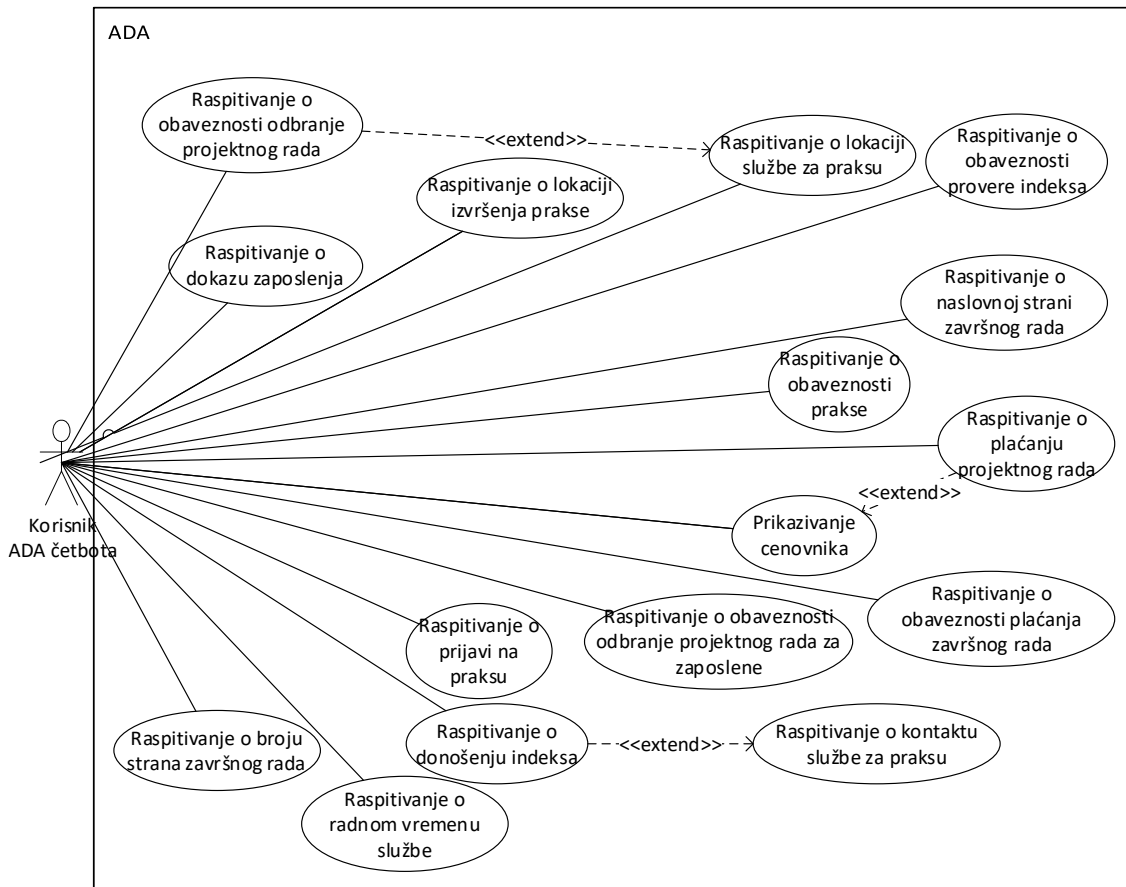 ADA
Raspitivanje o
obaveznosti odbranje
projektnog rada
<<extend>>
Raspitivanje o lokaciji
službe za praksu
Raspitivanje o
obaveznosti
provere indeksa
Raspitivanje o lokaciji
izvršenja prakse
Raspitivanje o
dokazu zaposlenja
Raspitivanje o
naslovnoj strani
završnog rada
Raspitivanje o
obaveznosti
prakse
Raspitivanje o
plaćanju
projektnog rada
<<extend>>
Korisnik
ADA četbota
Prikazivanje
cenovnika
Raspitivanje o
obaveznosti plaćanja
završnog rada
Raspitivanje o obaveznosti
odbranje projektnog rada za
zaposlene
Raspitivanje o
prijavi na
praksu
Raspitivanje o broju
strana završnog rada
Raspitivanje o
donošenju indeksa
<<extend>>
Raspitivanje o kontaktu
službe za praksu
Raspitivanje o
radnom vremenu
službe